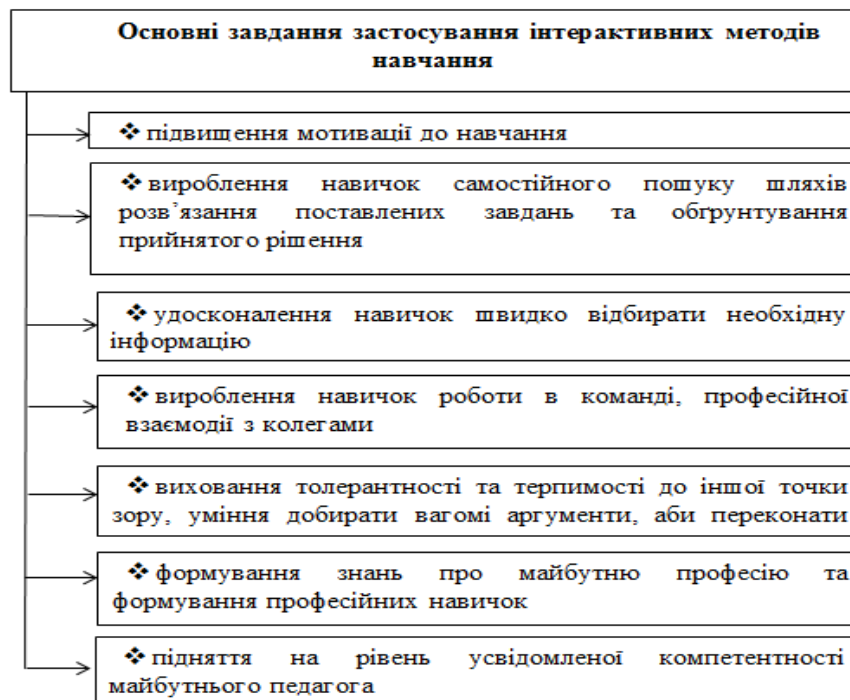 Основні завдання застосування інтерактивних методів
навчання
❖ підвищення мотивації до навчання
❖ вироблення навичок самостійного пошуку шляхів
розв’язання поставлених завдань та обґрунтування
прийнятого рішення
❖ удосконалення навичок швидко відбирати необхідну
інформацію
❖ вироблення навичок роботи в команді, професійної
взаємодії з колегами
❖ виховання толерантності та терпимості до іншої точки
зору, уміння добирати вагомі аргументи, аби переконати
❖ формування знань про майбутню професію та
формування професійних навичок
❖ підняття на рівень усвідомленої компетентності
майбутнього педагога